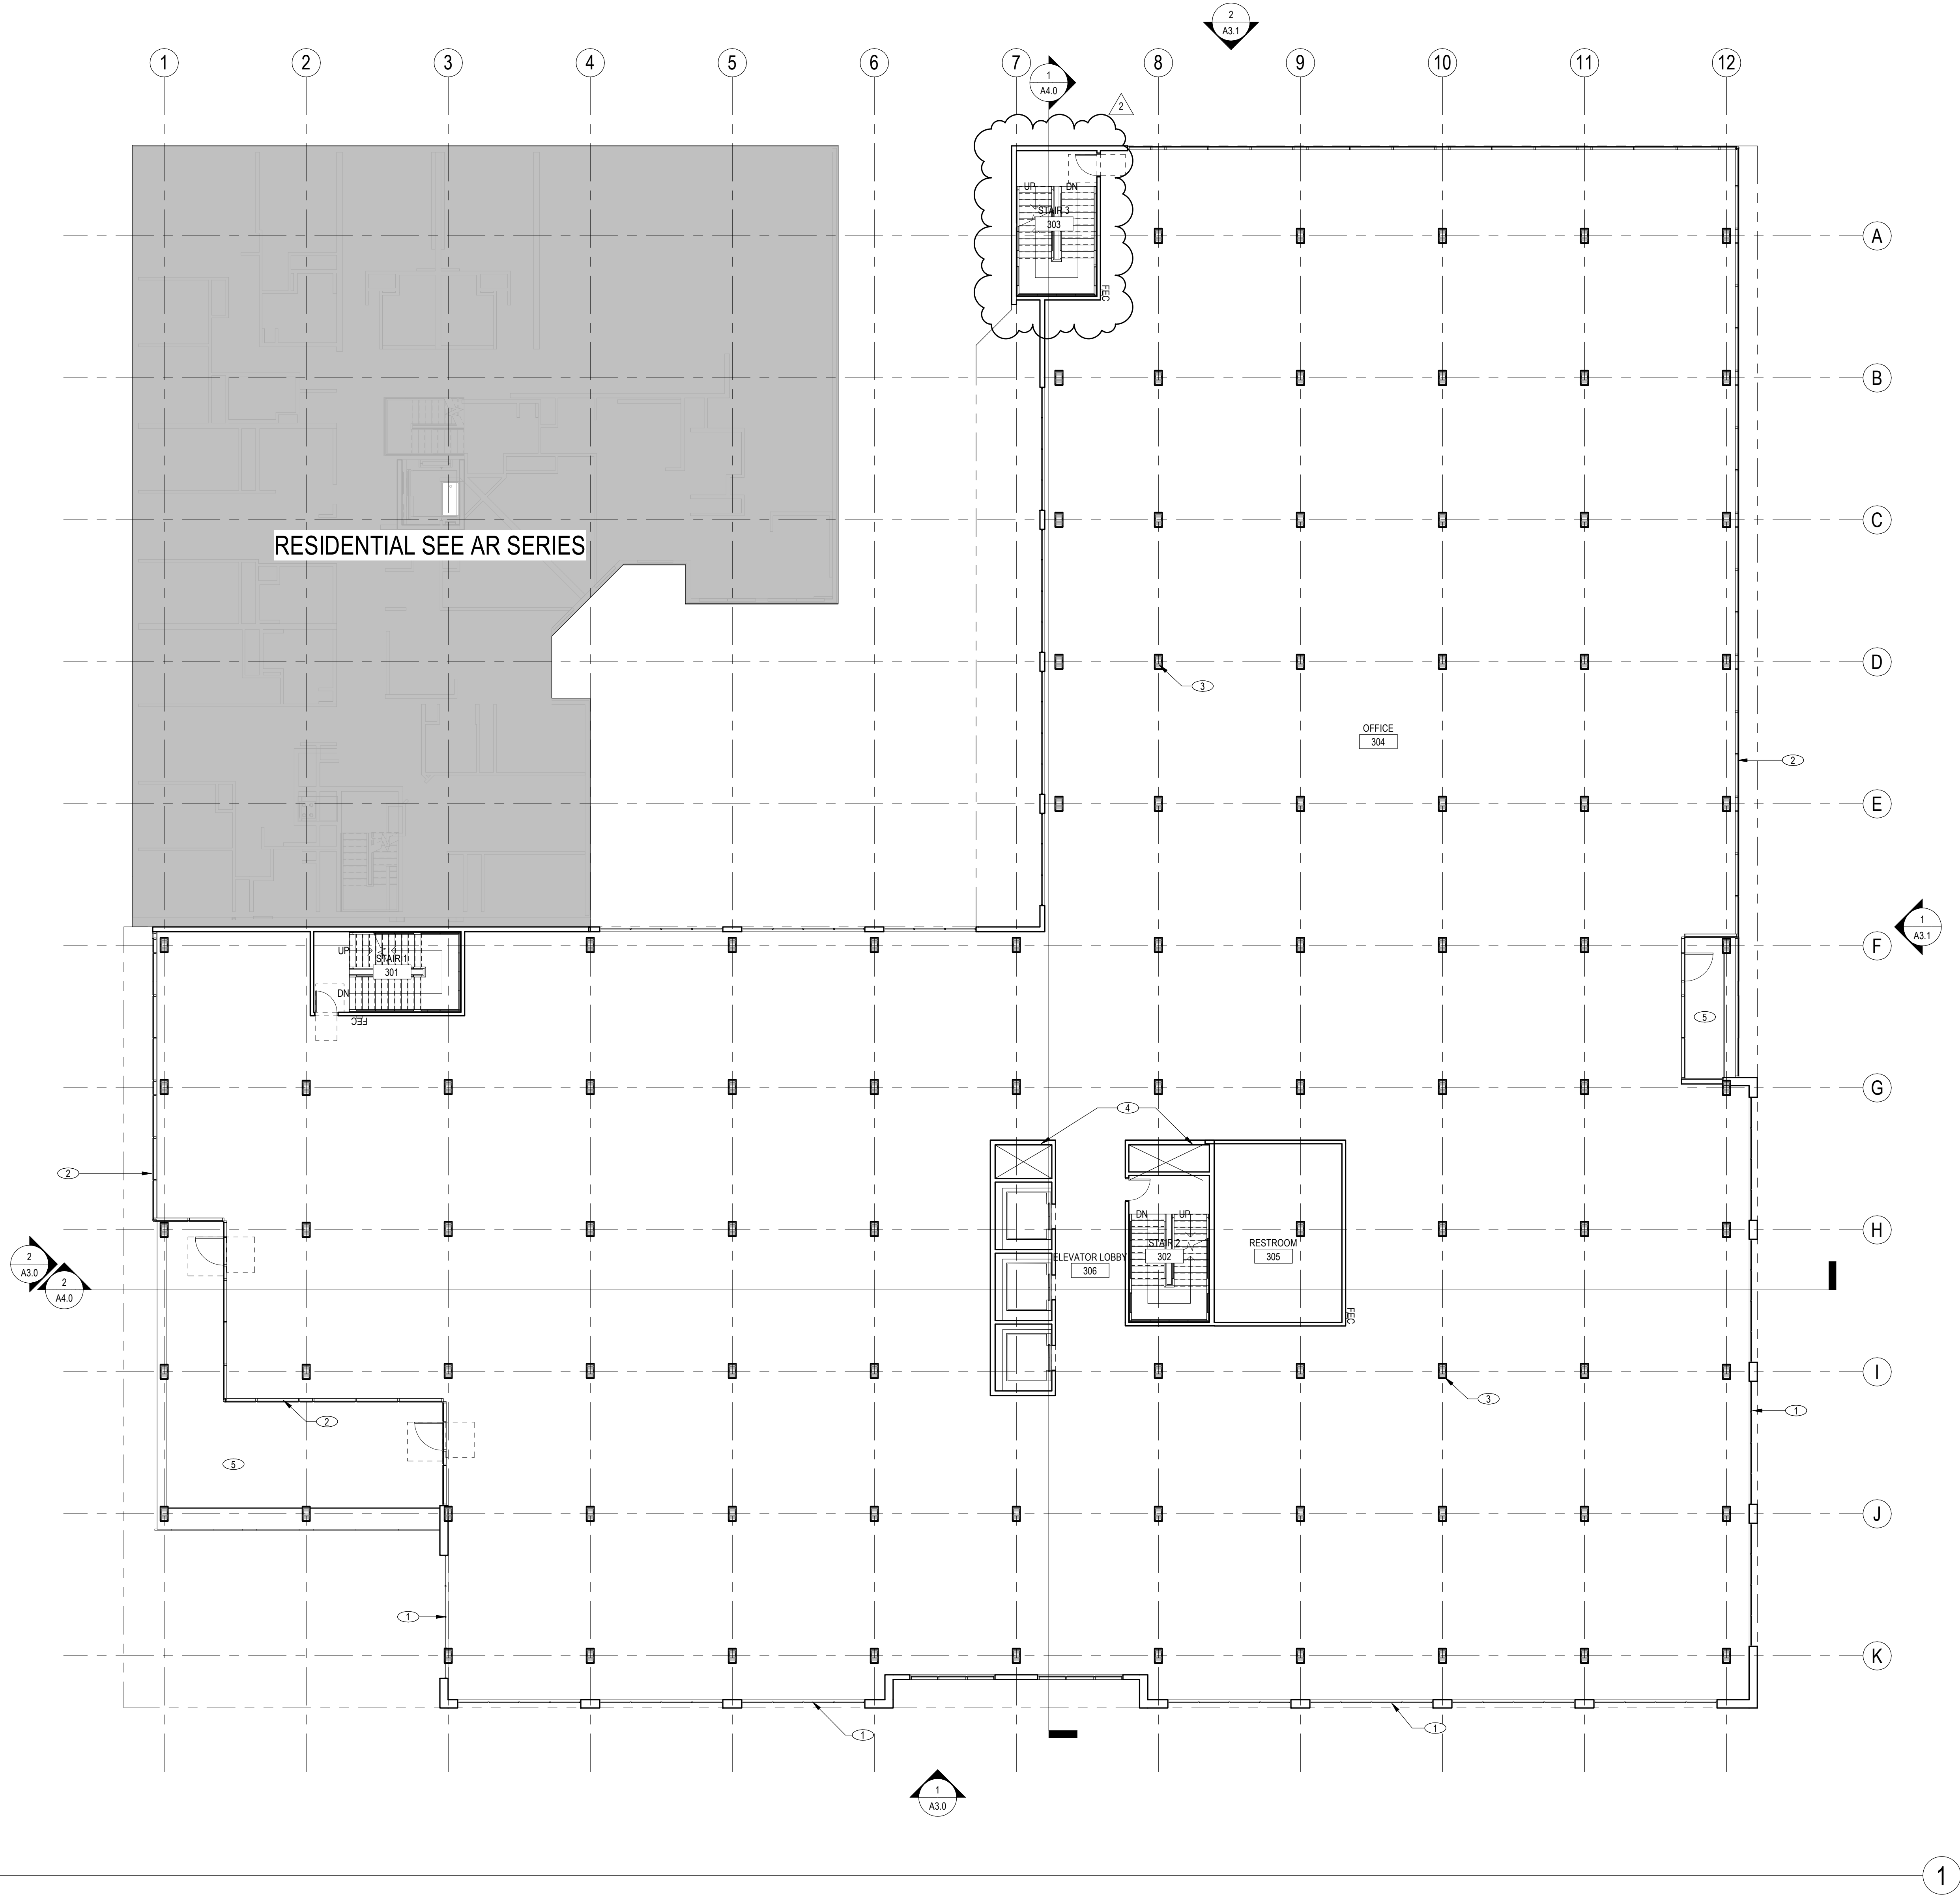 2
A3.1
1
2
3
4
5
6
7
8
9
10
11
12
1
A4.0
2
UP
DN
STAIR 3
303
FEC
A
B
C
D
E
F
G
H
I
J
K
RESIDENTIAL SEE AR SERIES
3
OFFICE
304
2
1
A3.1
UP
STAIR 1
301
DN
FEC
5
4
2
DN
UP
STAIR 2
302
RESTROOM
305
ELEVATOR LOBBY
306
2
A3.0
2
A4.0
FEC
3
1
2
5
1
1
1
1
A3.0
1